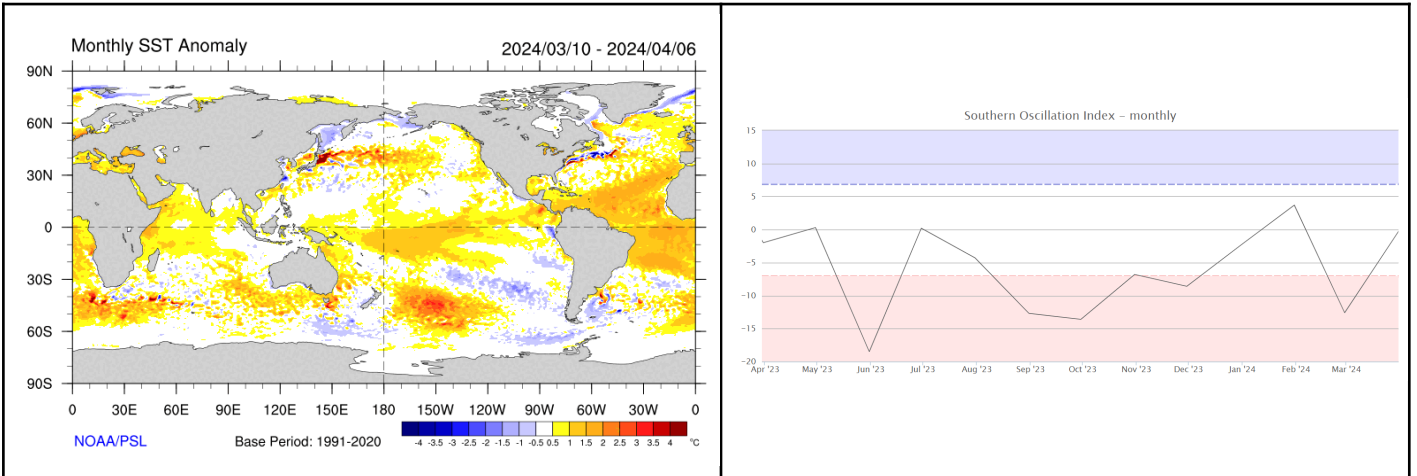 Monthly SST Anomaly 2024/03/10 - 2024/04/06
90N
60N
30N
0
30S
60S
90S
0 30E 60E 90E 120E 150E 180 150W 120W 90W 60W 30W 0
NOAA/PSL Base Period: 1991-2020
-4 -3.5 -3 -2.5 -2 -1.5 -1 -0.5 0.5 1 1.5 2 2.5 3 3.5 4 °C
Southern Oscillation Index – monthly
15
10
5
0
−5
−10
−15
−20
Apr '23 May '23 Jun '23 Jul '23 Aug '23 Sep '23 Oct '23 Nov '23 Dec '23 Jan '24 Feb '24 Mar '24